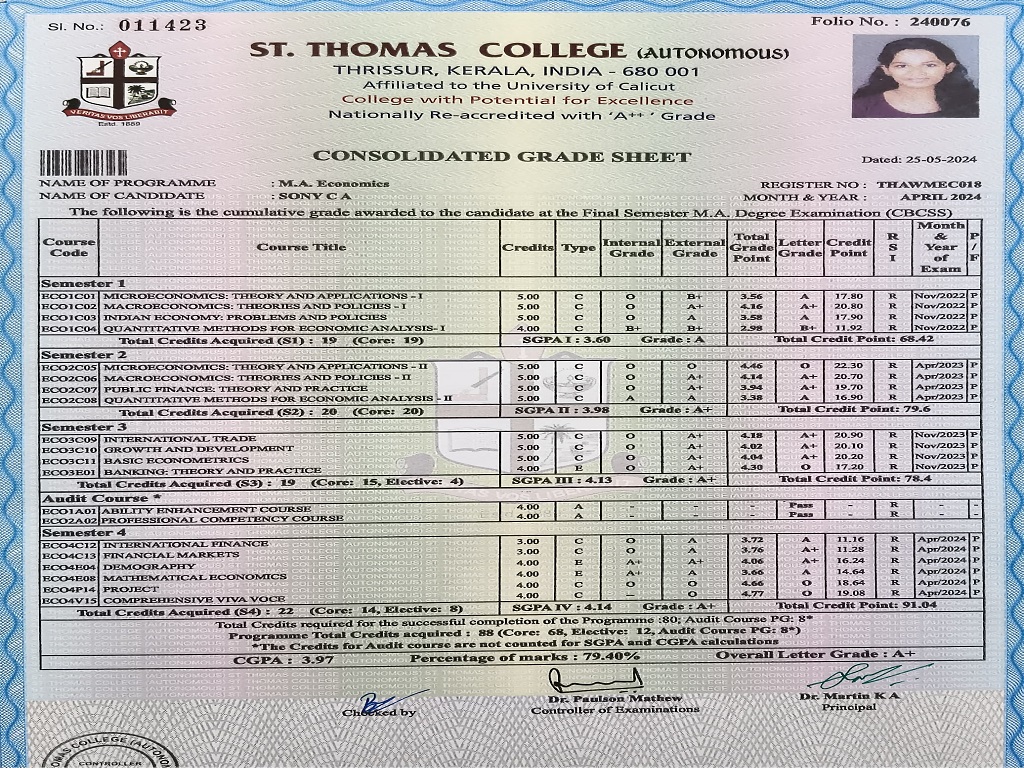 Sl. No.: 011423
Folio No. : 240076
ST. THOMAS COLLEGE (AUTONOMOUS)
THRISSUR, KERALA, INDIA - 680 001
Affiliated to the University of Calicut
College with Potential for Excellence
Nationally Re-accredited with 'A++ ' Grade
VERITAS VOS LIBERABIT
Estd. 1889
CONSOLIDATED GRADE SHEET
Dated: 25-05-2024
NAME OF PROGRAMME : M.A. Economics REGISTER NO : THAWMEC018
NAME OF CANDIDATE : SONY C A MONTH & YEAR : APRIL 2024
The following is the cumulative grade awarded to the candidate at the Final Semester M.A. Degree Examination (CBCSS)
Course Code Course Title Credits Type Internal Grade External Grade Total Grade Point Letter Grade Credit Point R S I Month & Year of Exam P / F
Semester 1
ECO1C01 MICROECONOMICS: THEORY AND APPLICATIONS - I 5.00 C O B+ 3.56 A 17.80 R Nov/2022 P
ECO1C02 MACROECONOMICS: THEORIES AND POLICIES - I 5.00 C O A+ 4.16 A+ 20.80 R Nov/2022 P
ECO1C03 INDIAN ECONOMY: PROBLEMS AND POLICIES 5.00 C O A 3.58 A 17.90 R Nov/2022 P
ECO1C04 QUANTITATIVE METHODS FOR ECONOMIC ANALYSIS- I 4.00 C B+ B+ 2.98 B+ 11.92 R Nov/2022 P
Total Credits Acquired (S1) : 19 (Core: 19) SGPA I : 3.60 Grade : A Total Credit Point: 68.42
Semester 2
ECO2C05 MICROECONOMICS: THEORY AND APPLICATIONS - II 5.00 C O O 4.46 O 22.30 R Apr/2023 P
ECO2C06 MACROECONOMICS: THEORIES AND POLICIES - II 5.00 C O A+ 4.14 A+ 20.70 R Apr/2023 P
ECO2C07 PUBLIC FINANCE: THEORY AND PRACTICE 5.00 C O A+ 3.94 A+ 19.70 R Apr/2023 P
ECO2C08 QUANTITATIVE METHODS FOR ECONOMIC ANALYSIS - II 5.00 C A A 3.38 A 16.90 R Apr/2023 P
Total Credits Acquired (S2) : 20 (Core: 20) SGPA II : 3.98 Grade : A+ Total Credit Point: 79.6
Semester 3
ECO3C09 INTERNATIONAL TRADE 5.00 C O A+ 4.18 A+ 20.90 R Nov/2023 P
ECO3C10 GROWTH AND DEVELOPMENT 5.00 C O A+ 4.02 A+ 20.10 R Nov/2023 P
ECO3C11 BASIC ECONOMETRICS 5.00 C O A+ 4.04 A+ 20.20 R Nov/2023 P
ECO3E01 BANKING: THEORY AND PRACTICE 4.00 E O A+ 4.30 O 17.20 R Nov/2023 P
Total Credits Acquired (S3) : 19 (Core: 15, Elective: 4) SGPA III : 4.13 Grade : A+ Total Credit Point: 78.4
Audit Course *
ECO1A01 ABILITY ENHANCEMENT COURSE 4.00 A - - - Pass - R - -
ECO2A02 PROFESSIONAL COMPETENCY COURSE 4.00 A - - - Pass - R - -
Semester 4
ECO4C12 INTERNATIONAL FINANCE 3.00 C O A 3.72 A 11.16 R Apr/2024 P
ECO4C13 FINANCIAL MARKETS 3.00 C O A 3.76 A+ 11.28 R Apr/2024 P
ECO4E04 DEMOGRAPHY 4.00 E A+ A+ 4.06 A+ 16.24 R Apr/2024 P
ECO4E08 MATHEMATICAL ECONOMICS 4.00 E A+ A 3.66 A 14.64 R Apr/2024 P
ECO4P14 PROJECT 4.00 C O O 4.66 O 18.64 R Apr/2024 P
ECO4V15 COMPREHENSIVE VIVA VOCE 4.00 C – O 4.77 O 19.08 R Apr/2024 P
Total Credits Acquired (S4) : 22 (Core: 14, Elective: 8) SGPA IV : 4.14 Grade : A+ Total Credit Point: 91.04
Total Credits required for the successful completion of the Programme :80; Audit Course PG: 8*
Programme Total Credits acquired : 88 (Core: 68, Elective: 12, Audit Course PG: 8*)
*The Credits for Audit course are not counted for SGPA and CGPA calculations
CGPA : 3.97 Percentage of marks : 79.40% Overall Letter Grade : A+
Checked by
Dr. Paulson Mathew
Controller of Examinations
Dr. Martin K A
Principal
OMAS COLLEGE (AUTONO
CONTROLLER